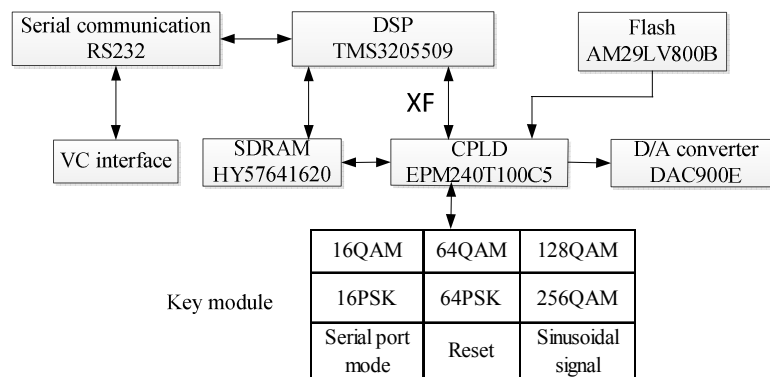 Serial communication
RS232
DSP
TMS3205509
Flash
AM29LV800B
XF
VC interface
SDRAM
HY57641620
CPLD
EPM240T100C5
D/A converter
DAC900E
Key module
16QAM
64QAM
128QAM
16PSK
64PSK
256QAM
Serial port
mode
Reset
Sinusoidal
signal